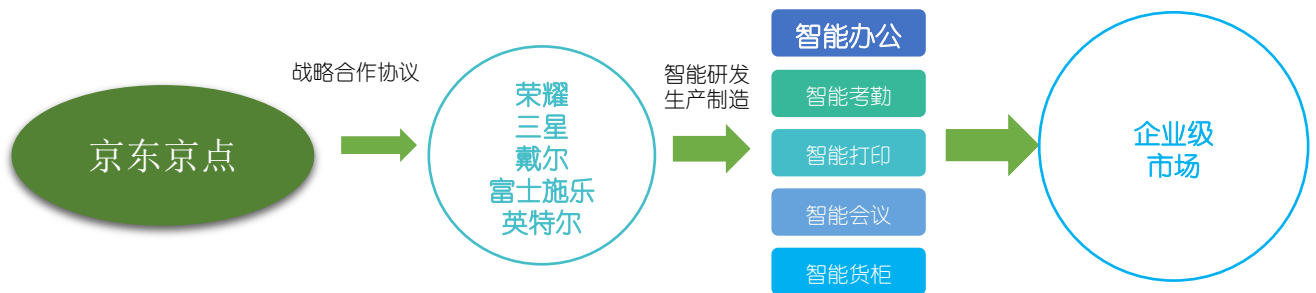 京东京点
战略合作协议
荣耀
三星
戴尔
富士施乐
英特尔
智能研发
生产制造
智能办公
智能考勤
智能打印
智能会议
智能货柜
企业级
市场